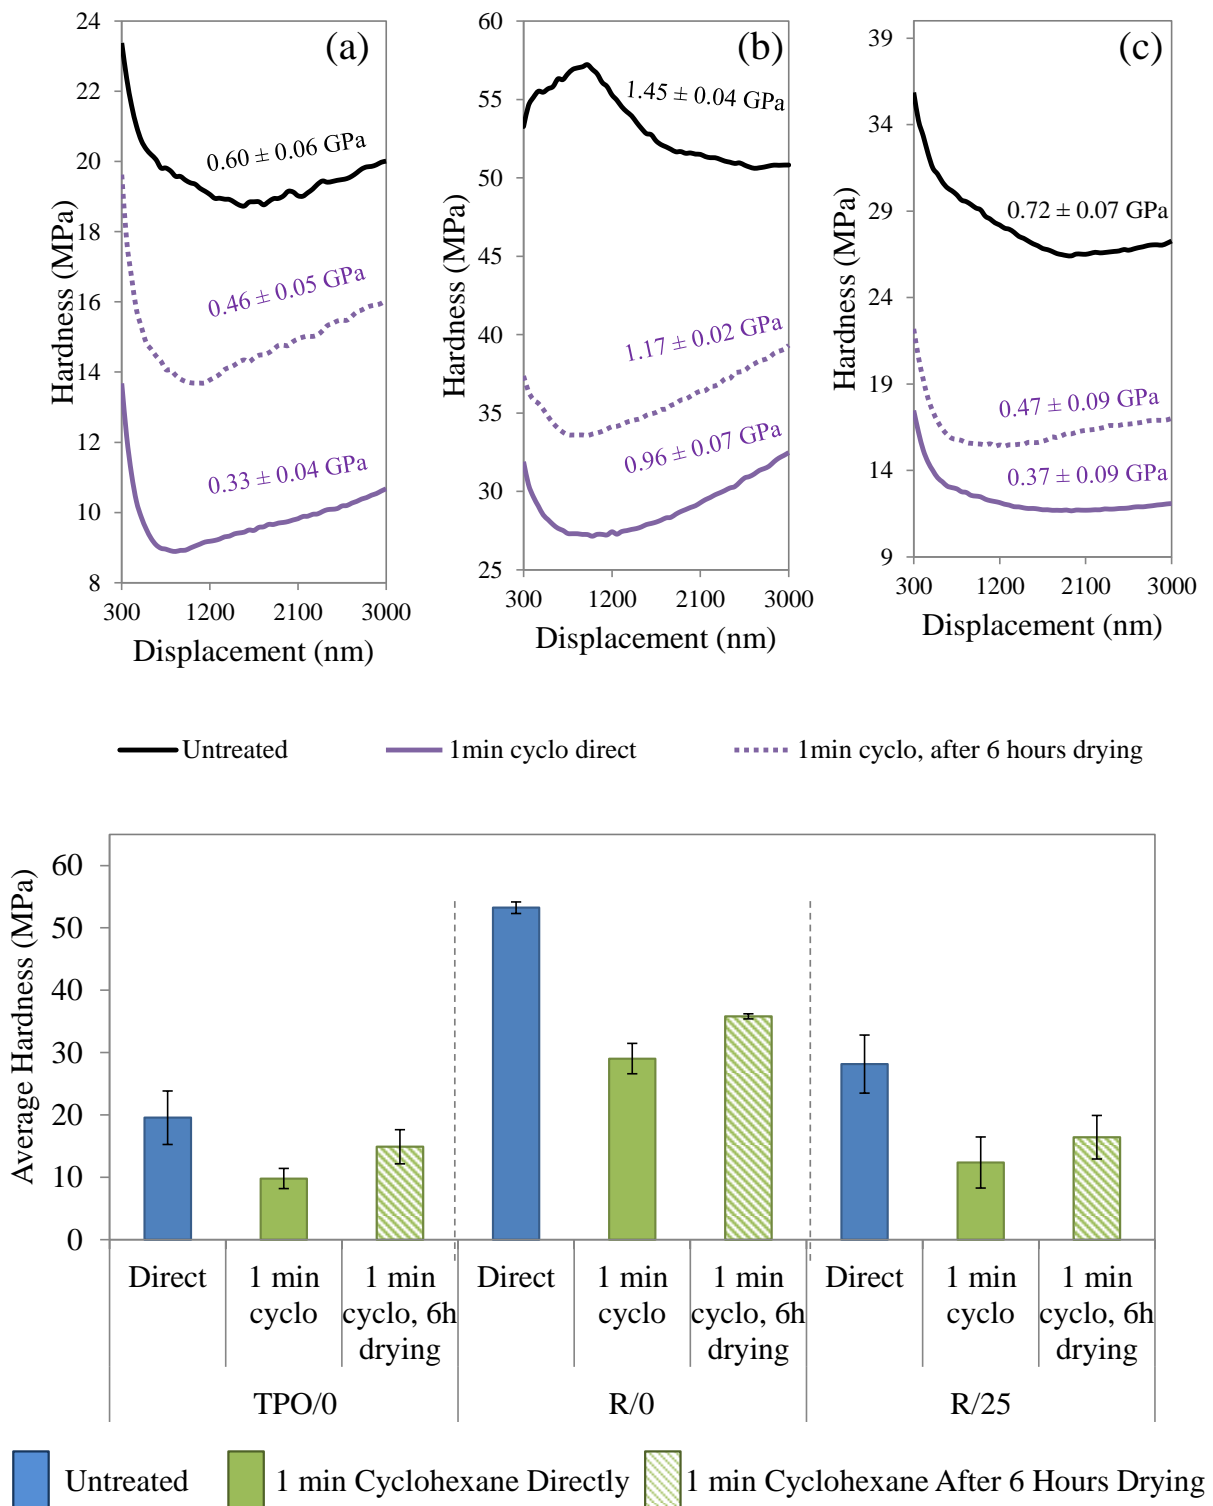 (a)
24
22
20
18
16
14
12
10
8
Hardness (MPa)
0.60 ± 0.06 GPa
0.46 ± 0.05 GPa
0.33 ± 0.04 GPa
300 1200 2100 3000
Displacement (nm)
(b)
60
55
50
45
40
35
30
25
Hardness (MPa)
1.45 ± 0.04 GPa
1.17 ± 0.02 GPa
0.96 ± 0.07 GPa
300 1200 2100 3000
Displacement (nm)
(c)
39
34
29
24
19
14
9
Hardness (MPa)
0.72 ± 0.07 GPa
0.47 ± 0.09 GPa
0.37 ± 0.09 GPa
300 1200 2100 3000
Displacement (nm)
Untreated 1min cyclo direct 1min cyclo, after 6 hours drying
60
50
40
30
20
10
0
Average Hardness (MPa)
Direct
1 min
cyclo
1 min
cyclo, 6h
drying
Direct
1 min
cyclo
1 min
cyclo, 6h
drying
Direct
1 min
cyclo
1 min
cyclo, 6h
drying
TPO/0 R/0 R/25
Untreated 1 min Cyclohexane Directly 1 min Cyclohexane After 6 Hours Drying